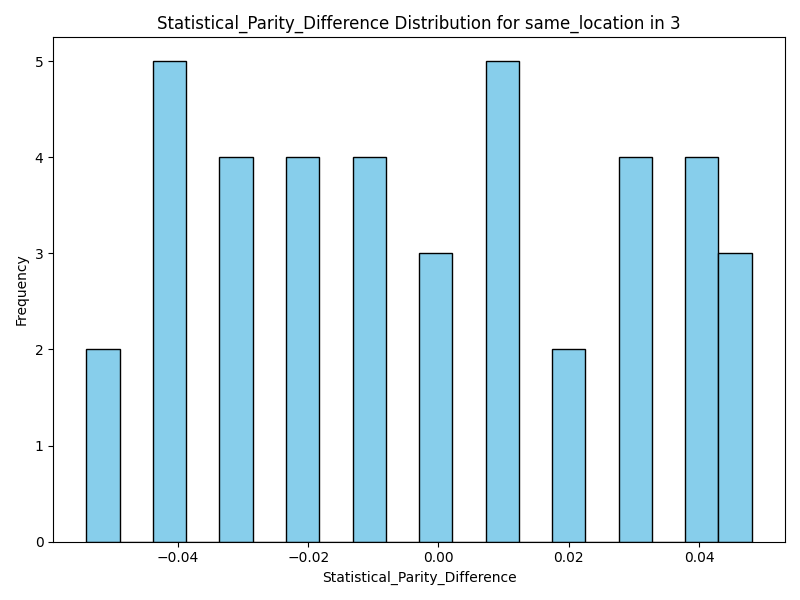 Statistical_Parity_Difference Distribution for same_location in 3
Frequency
5
4
3
2
1
0
−0.04 −0.02 0.00 0.02 0.04
Statistical_Parity_Difference